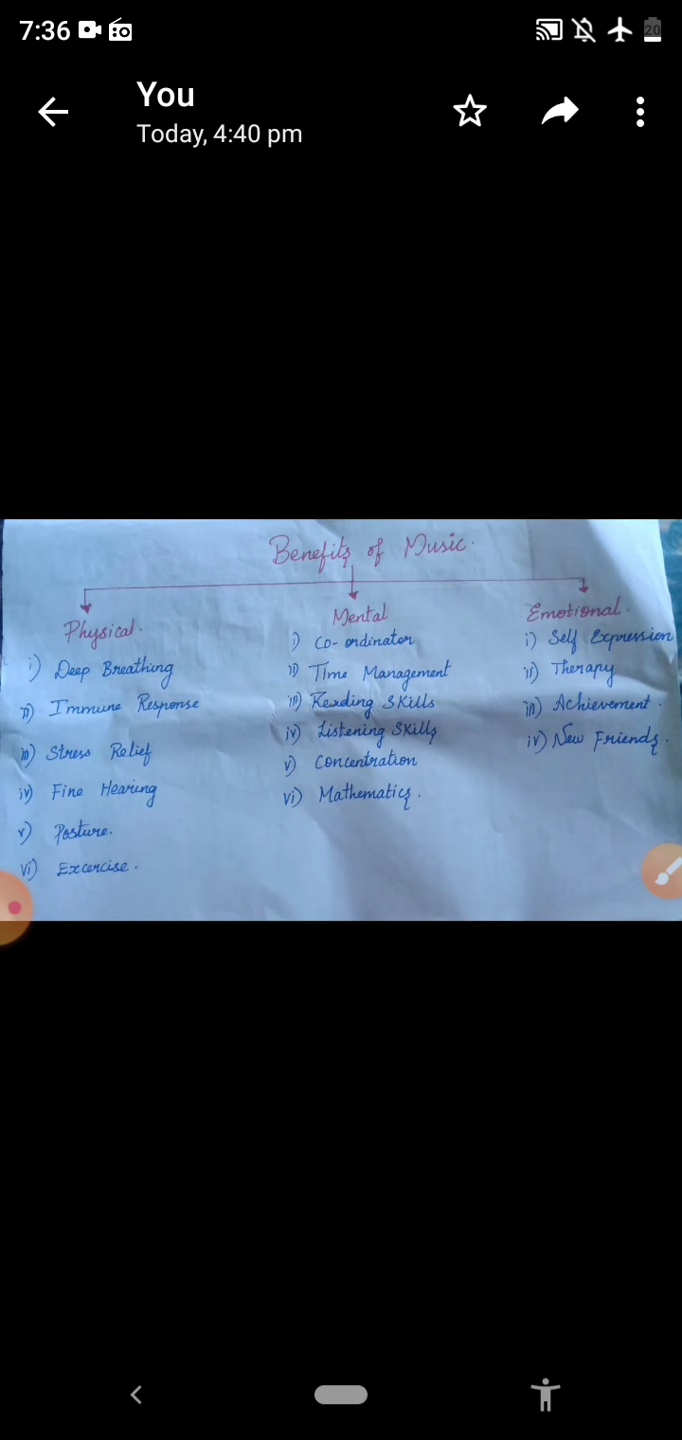 7:36
20
You
Today, 4:40 pm
Benefits of Music.
Physical.
i) Deep Breathing
ii) Immune Response
iii) Stress Relief
iv) Fine Hearing
v) Posture.
vi) Excercise.
Mental
i) Co-ordinator
ii) Time Management
iii) Reading Skills
iv) Listening Skills
v) Concentration
vi) Mathematics.
Emotional.
i) Self Expression
ii) Therapy
iii) Achievement.
iv) New Friends.